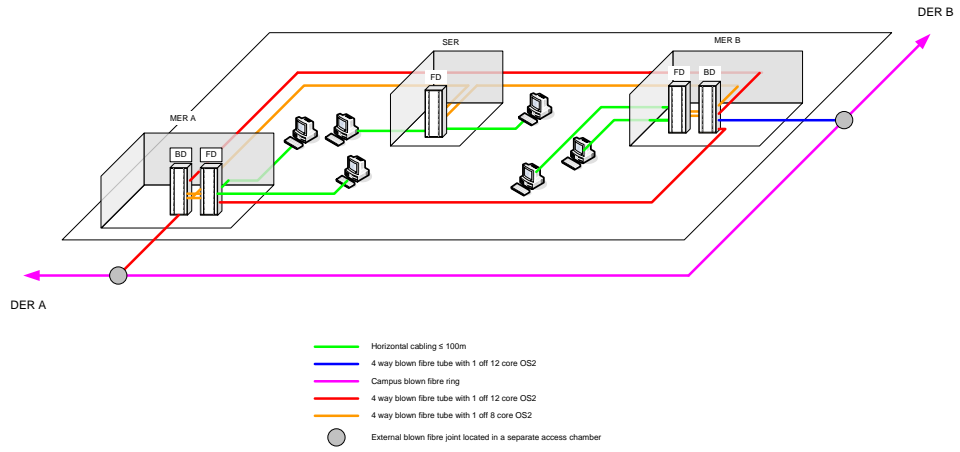 DER B
SER
MER B
FD
FD
BD
MER A
BD
FD
DER A
Horizontal cabling ≤ 100m
4 way blown fibre tube with 1 off 12 core OS2
Campus blown fibre ring
4 way blown fibre tube with 1 off 12 core OS2
4 way blown fibre tube with 1 off 8 core OS2
External blown fibre joint located in a separate access chamber